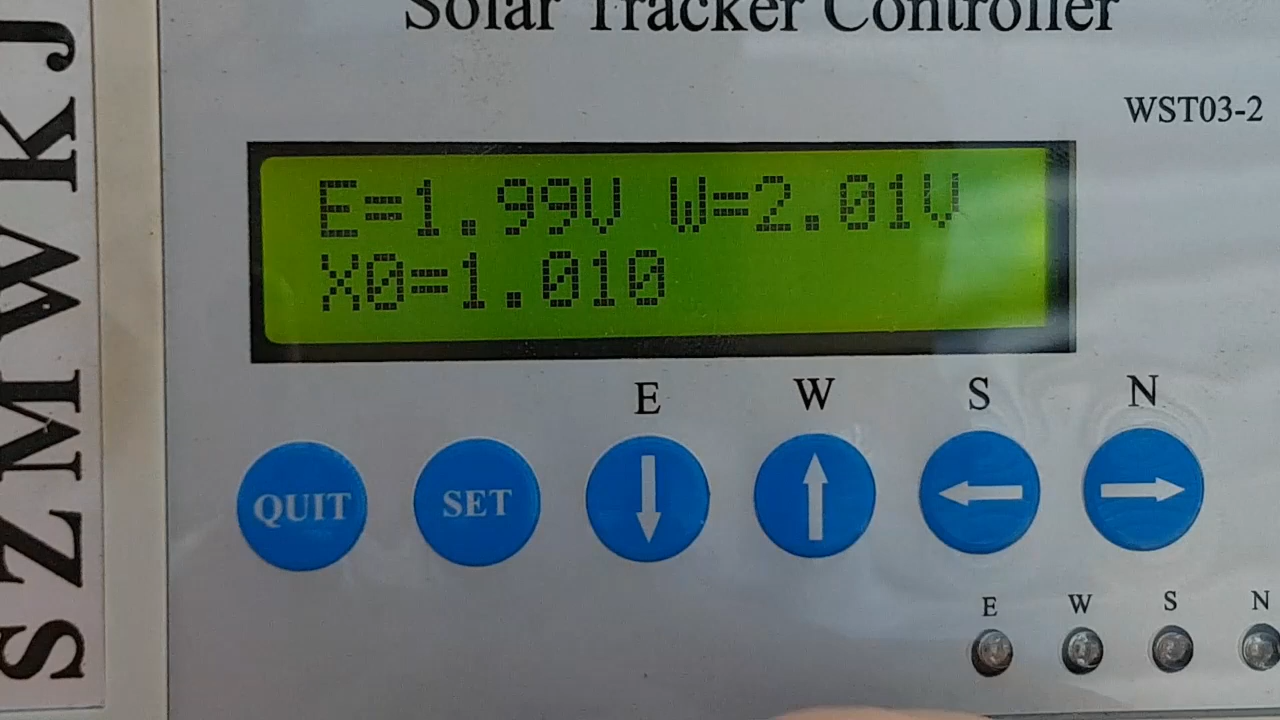 Solar Tracker Controller
WST03-2
SZMWKJ
E=1.99V W=2.01V
X0=1.010
E W S N
QUIT SET
E W S N